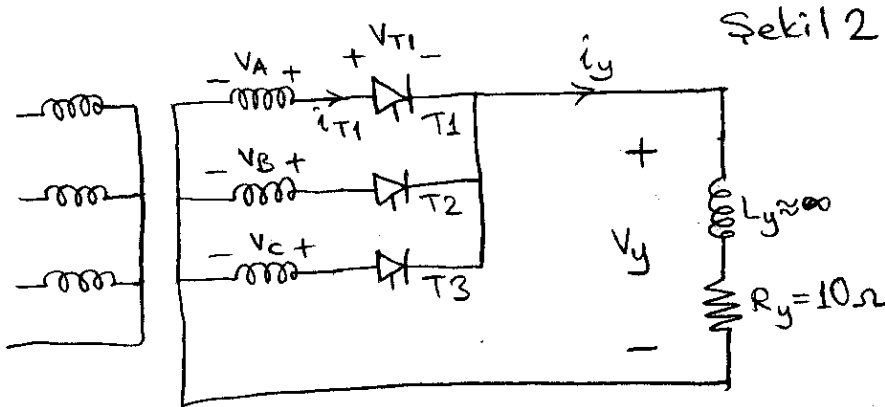 Şekil 2
+ VT1 -
- VA +
iT1
T1
iy
- VB +
T2
- VC +
T3
+
Vy
-
Ly≈∞
Ry=10Ω